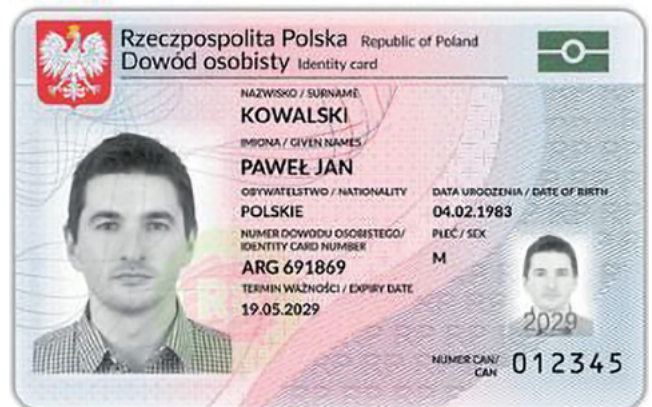 Rzeczpospolita Polska Republic of Poland
Dowód osobisty Identity card
NAZWISKO / SURNAME
KOWALSKI
IMIONA / GIVEN NAMES
PAWEŁ JAN
OBYWATELSTWO / NATIONALITY
POLSKIE
DATA URODZENIA / DATE OF BIRTH
04.02.1983
NUMER DOWODU OSOBISTEGO/
IDENTITY CARD NUMBER
ARG 691869
PŁEĆ / SEX
M
TERMIN WAŻNOŚCI / EXPIRY DATE
19.05.2029
2029
NUMER CAN/
CAN
012345